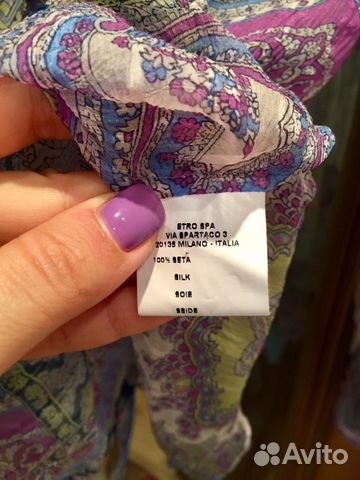 ETRO SPA
VIA SPARTACO 3
20135 MILANO - ITALIA
100% SETA
SILK
SOIE
SEIDE
Avito